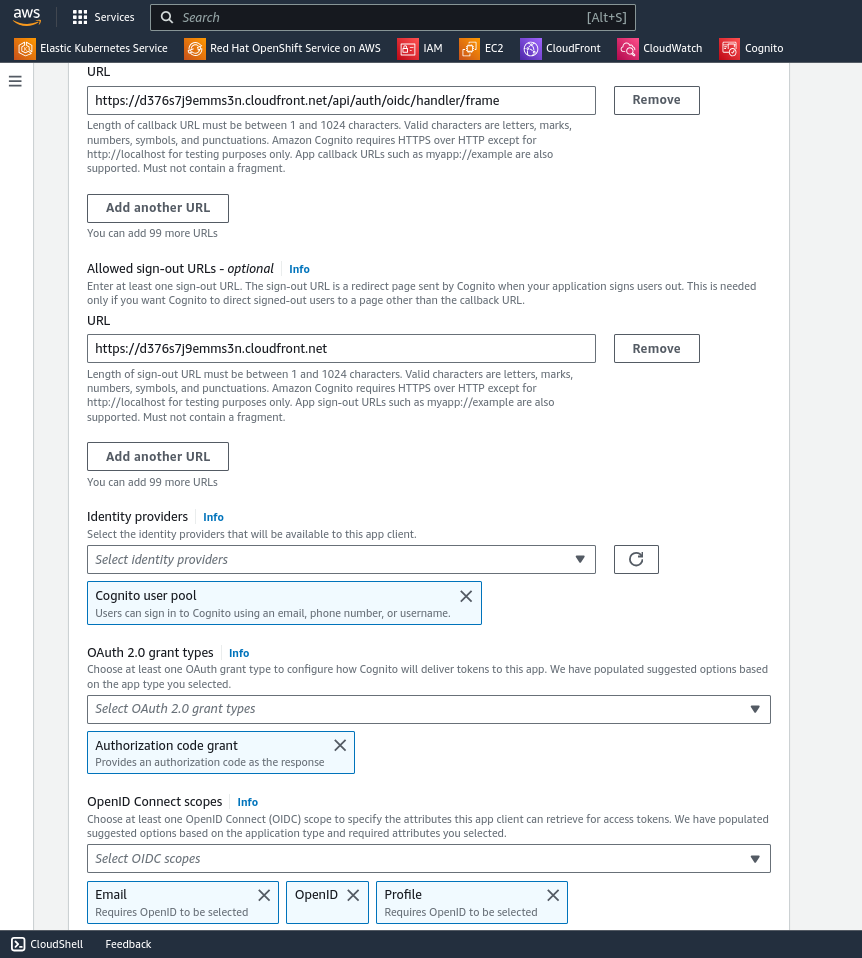 aws
Services
Search
[Alt+S]
Elastic Kubernetes Service
Red Hat OpenShift Service on AWS
IAM
EC2
CloudFront
CloudWatch
Cognito
URL
https://d376s7j9emms3n.cloudfront.net/api/auth/oidc/handler/frame
Remove
Length of callback URL must be between 1 and 1024 characters. Valid characters are letters, marks,
numbers, symbols, and punctuations. Amazon Cognito requires HTTPS over HTTP except for
http://localhost for testing purposes only. App callback URLs such as myapp://example are also
supported. Must not contain a fragment.
Add another URL
You can add 99 more URLs
Allowed sign-out URLs - optional
Info
Enter at least one sign-out URL. The sign-out URL is a redirect page sent by Cognito when your application signs users out. This is needed
only if you want Cognito to direct signed-out users to a page other than the callback URL.
URL
https://d376s7j9emms3n.cloudfront.net
Remove
Length of sign-out URL must be between 1 and 1024 characters. Valid characters are letters, marks,
numbers, symbols, and punctuations. Amazon Cognito requires HTTPS over HTTP except for
http://localhost for testing purposes only. App sign-out URLs such as myapp://example are also
supported. Must not contain a fragment.
Add another URL
You can add 99 more URLs
Identity providers
Info
Select the identity providers that will be available to this app client.
Select identity providers
Cognito user pool
Users can sign in to Cognito using an email, phone number, or username.
OAuth 2.0 grant types
Info
Choose at least one OAuth grant type to configure how Cognito will deliver tokens to this app. We have populated suggested options based
on the app type you selected.
Select OAuth 2.0 grant types
Authorization code grant
Provides an authorization code as the response
OpenID Connect scopes
Info
Choose at least one OpenID Connect (OIDC) scope to specify the attributes this app client can retrieve for access tokens. We have populated
suggested options based on the application type and required attributes you selected.
Select OIDC scopes
Email
Requires OpenID to be selected
OpenID
Profile
Requires OpenID to be selected
CloudShell
Feedback